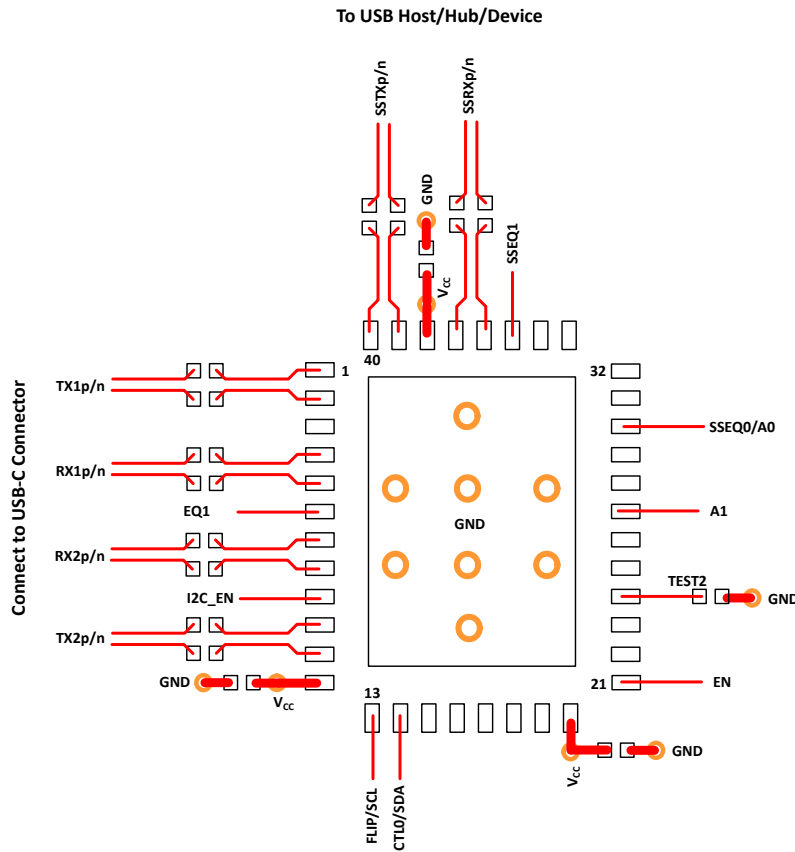 To USB Host/Hub/Device
SSTXp/n
SSRXp/n
GND
SSEQ1
VCC
40
1
32
TX1p/n
SSEQ0/A0
RX1p/n
EQ1
A1
GND
RX2p/n
I2C_EN
TEST2
GND
TX2p/n
GND
VCC
13
21
EN
GND
VCC
FLIP/SCL
CTL0/SDA
Connect to USB-C Connector